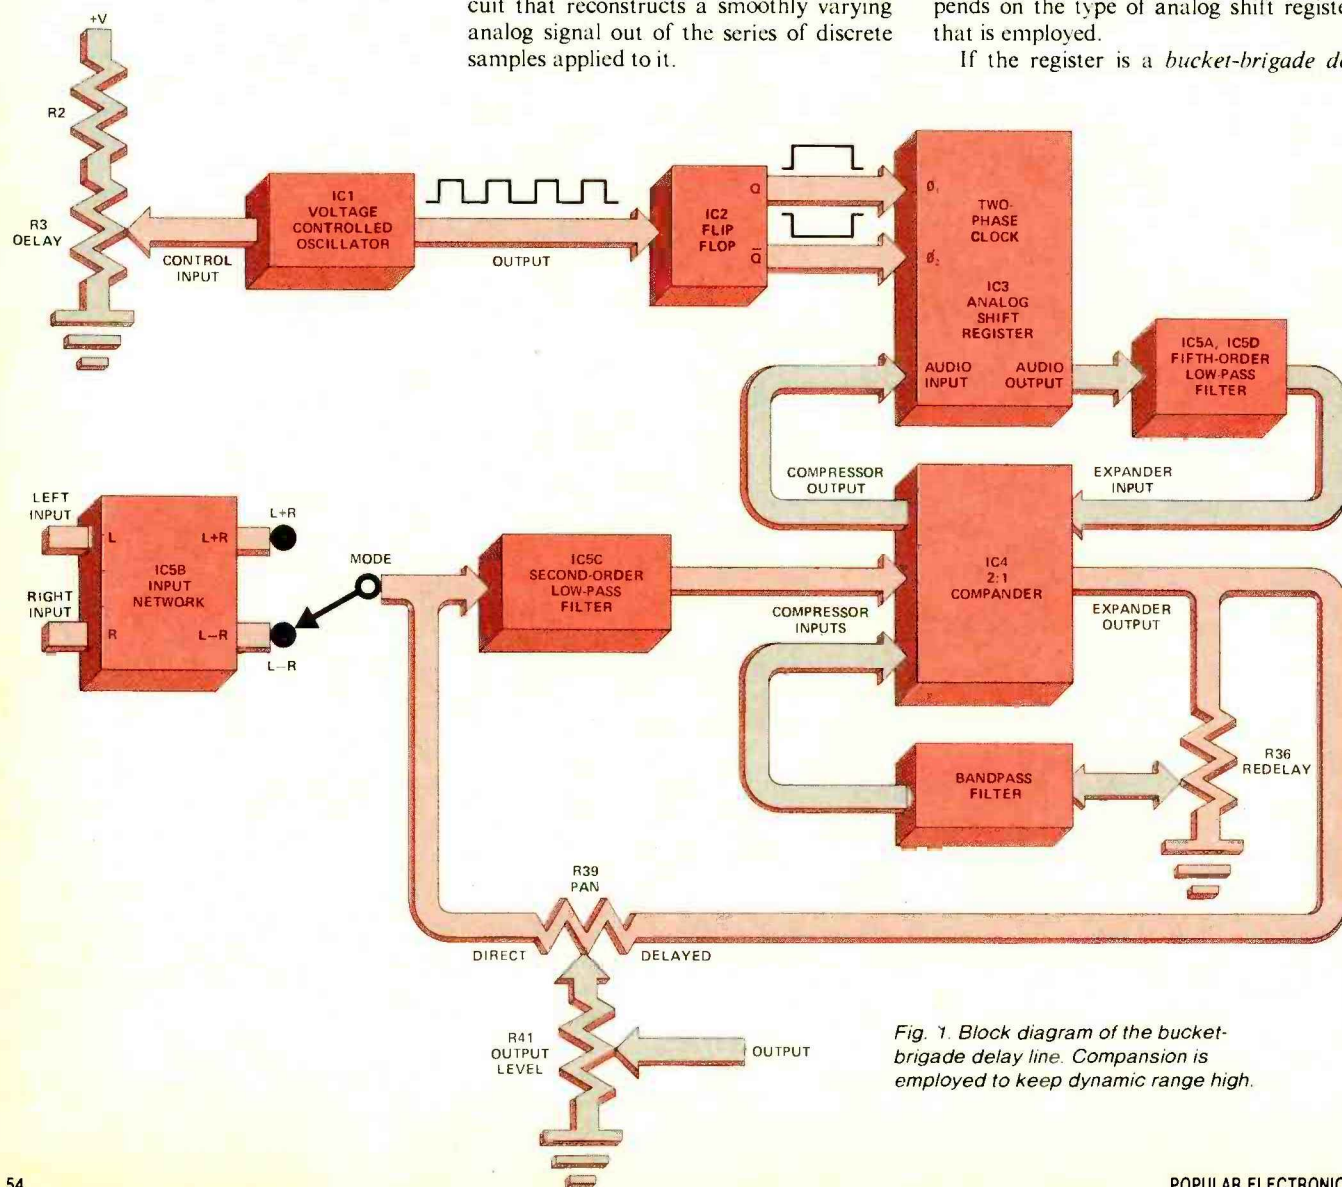 cuit that reconstructs a smoothly varying
analog signal out of the series of discrete
samples applied to it.
pends on the type of analog shift registe
that is employed.
If the register is a bucket-brigade de
+V
R2
R3
DELAY
CONTROL
INPUT
IC1
VOLTAGE
CONTROLLED
OSCILLATOR
OUTPUT
IC2
FLIP
FLOP
Q
Q̅
Ø₁
Ø₂
TWO-
PHASE
CLOCK
IC3
ANALOG
SHIFT
REGISTER
AUDIO
INPUT
AUDIO
OUTPUT
IC5A, IC5D
FIFTH-ORDER
LOW-PASS
FILTER
COMPRESSOR
OUTPUT
EXPANDER
INPUT
LEFT
INPUT
RIGHT
INPUT
L
R
IC5B
INPUT
NETWORK
L+R
L–R
L+R
L–R
MODE
IC5C
SECOND-ORDER
LOW-PASS
FILTER
COMPRESSOR
INPUTS
IC4
2:1
COMPANDER
EXPANDER
OUTPUT
BANDPASS
FILTER
R36
REDELAY
R39
PAN
DIRECT
DELAYED
R41
OUTPUT
LEVEL
OUTPUT
Fig. 1. Block diagram of the bucket-
brigade delay line. Compansion is
employed to keep dynamic range high.
54
POPULAR ELECTRONIC